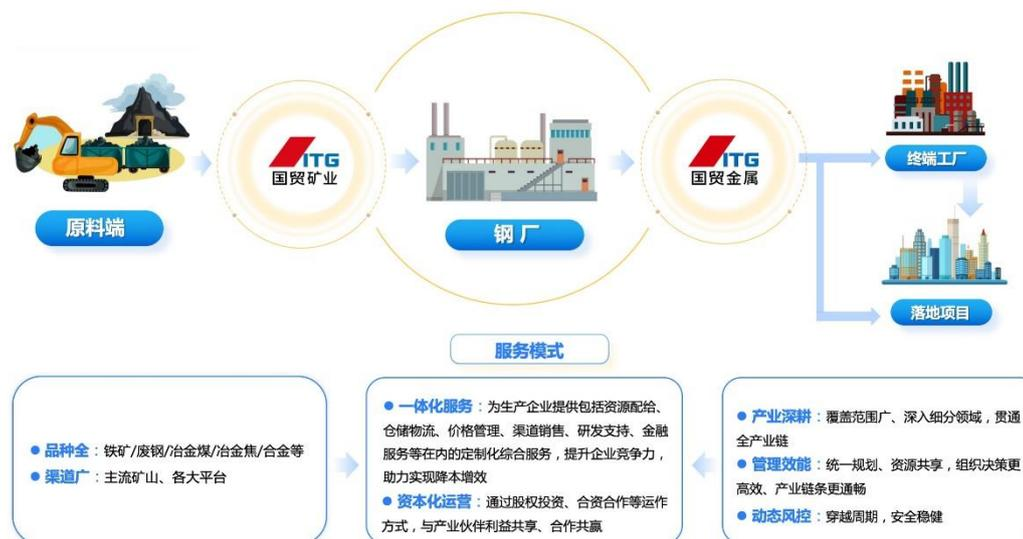 ITG
国贸矿业
ITG
国贸金属
终端工厂
原料端
钢厂
落地项目
服务模式
● 品种全：铁矿/废钢/冶金煤/冶金焦/合金等
● 渠道广：主流矿山、各大平台
● 一体化服务：为生产企业提供包括资源配给、
仓储物流、价格管理、渠道销售、研发支持、金融
服务等在内的定制化综合服务，提升企业竞争力，
助力实现降本增效
● 资本化运营：通过股权投资、合资合作等运作
方式，与产业伙伴利益共享、合作共赢
● 产业深耕：覆盖范围广、深入细分领域，贯通
全产业链
● 管理效能：统一规划、资源共享，组织决策更
高效、产业链条更通畅
● 动态风控：穿越周期，安全稳健